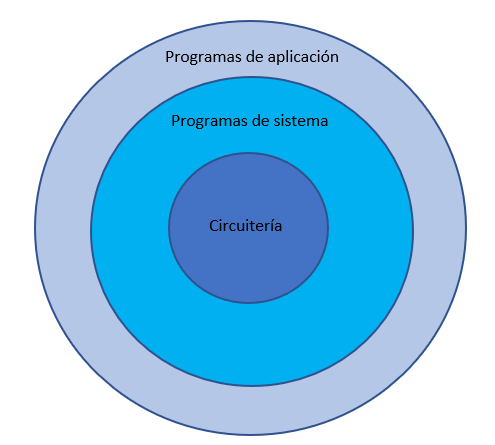 Programas de aplicación
Programas de sistema
Circuitería